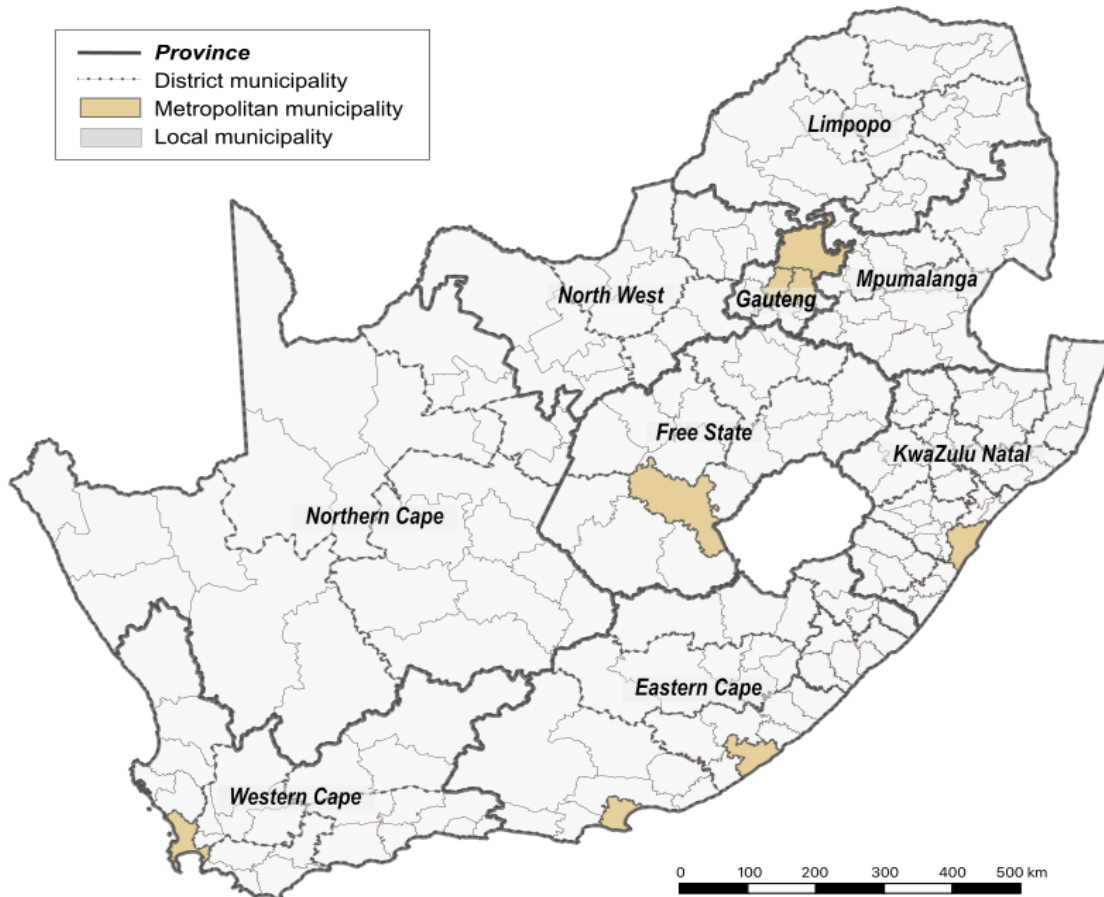 Province
District municipality
Metropolitan municipality
Local municipality
Limpopo
North West
Gauteng
Mpumalanga
Free State
KwaZulu Natal
Northern Cape
Eastern Cape
Western Cape
0 100 200 300 400 500 km